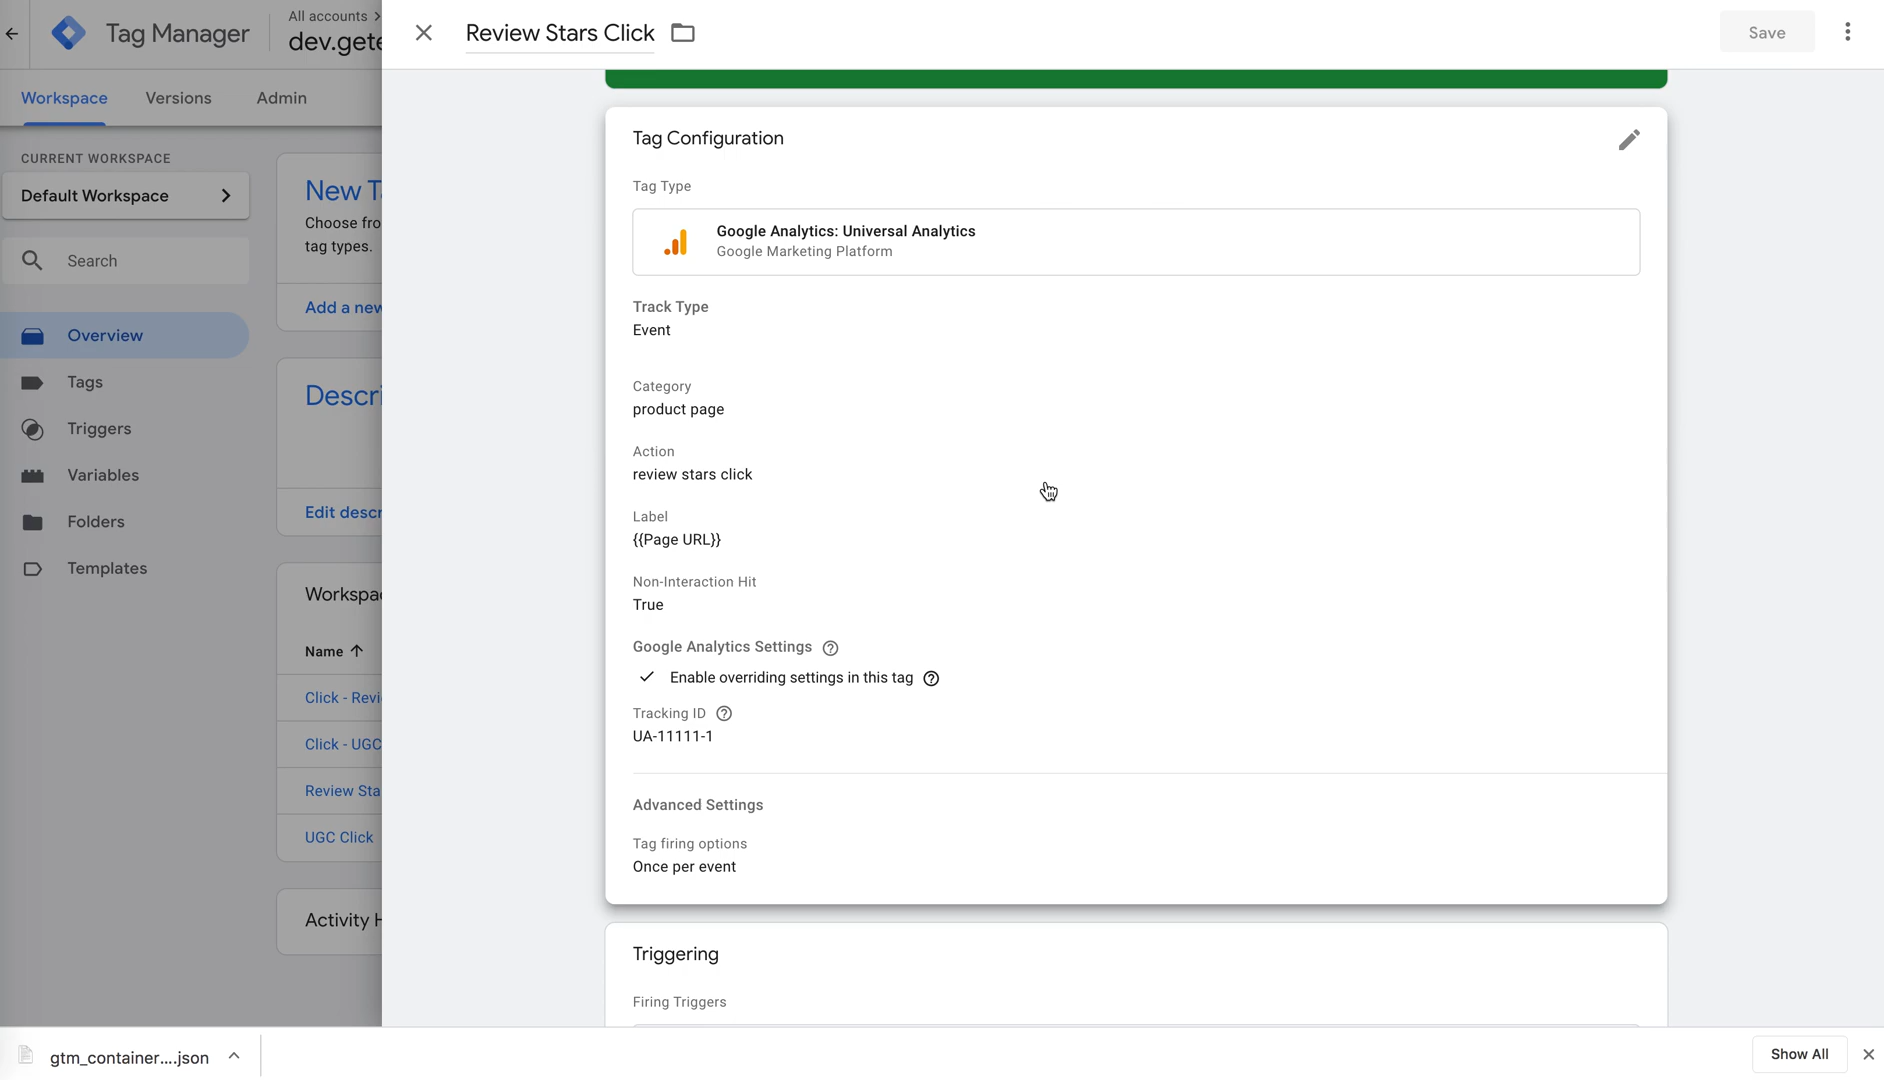 Tag Manager
All accounts >
dev.gete
Review Stars Click
Save
Workspace
Versions
Admin
CURRENT WORKSPACE
Default Workspace
Search
Overview
Tags
Triggers
Variables
Folders
Templates
New Ta
Choose fro
tag types.
Add a new
Descri
Edit descr
Workspac
Name
Click - Revi
Click - UGC
Review Sta
UGC Click
Activity H
Tag Configuration
Tag Type
Google Analytics: Universal Analytics
Google Marketing Platform
Track Type
Event
Category
product page
Action
review stars click
Label
{{Page URL}}
Non-Interaction Hit
True
Google Analytics Settings
Enable overriding settings in this tag
Tracking ID
UA-11111-1
Advanced Settings
Tag firing options
Once per event
Triggering
Firing Triggers
gtm_container....json
Show All